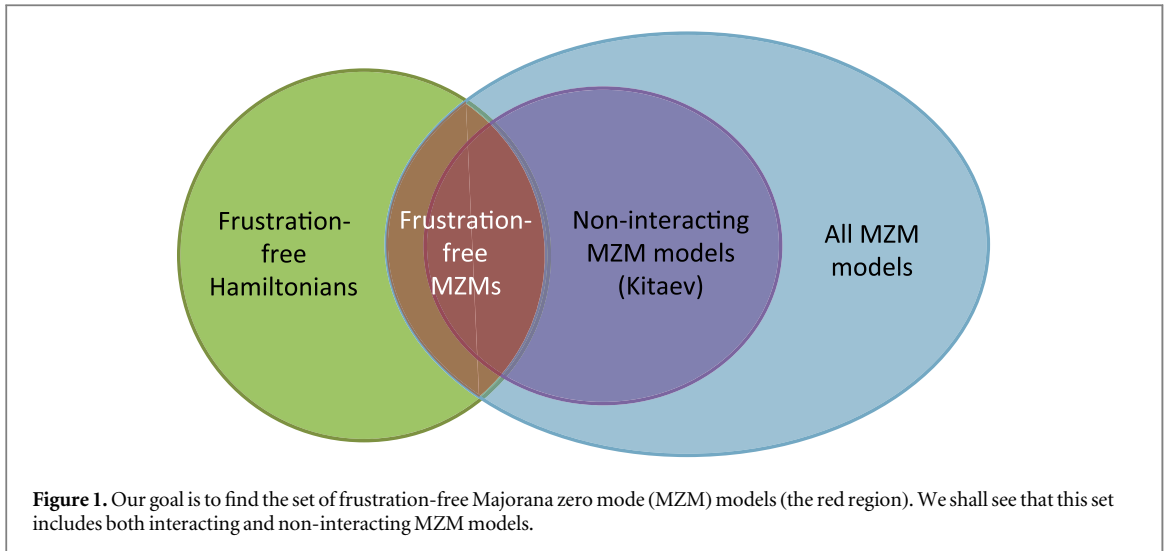 Frustration-
free
Hamiltonians
Frustration-
free
MZMs
Non-interacting
MZM models
(Kitaev)
All MZM
models
Figure 1. Our goal is to find the set of frustration-free Majorana zero mode (MZM) models (the red region). We shall see that this set
includes both interacting and non-interacting MZM models.